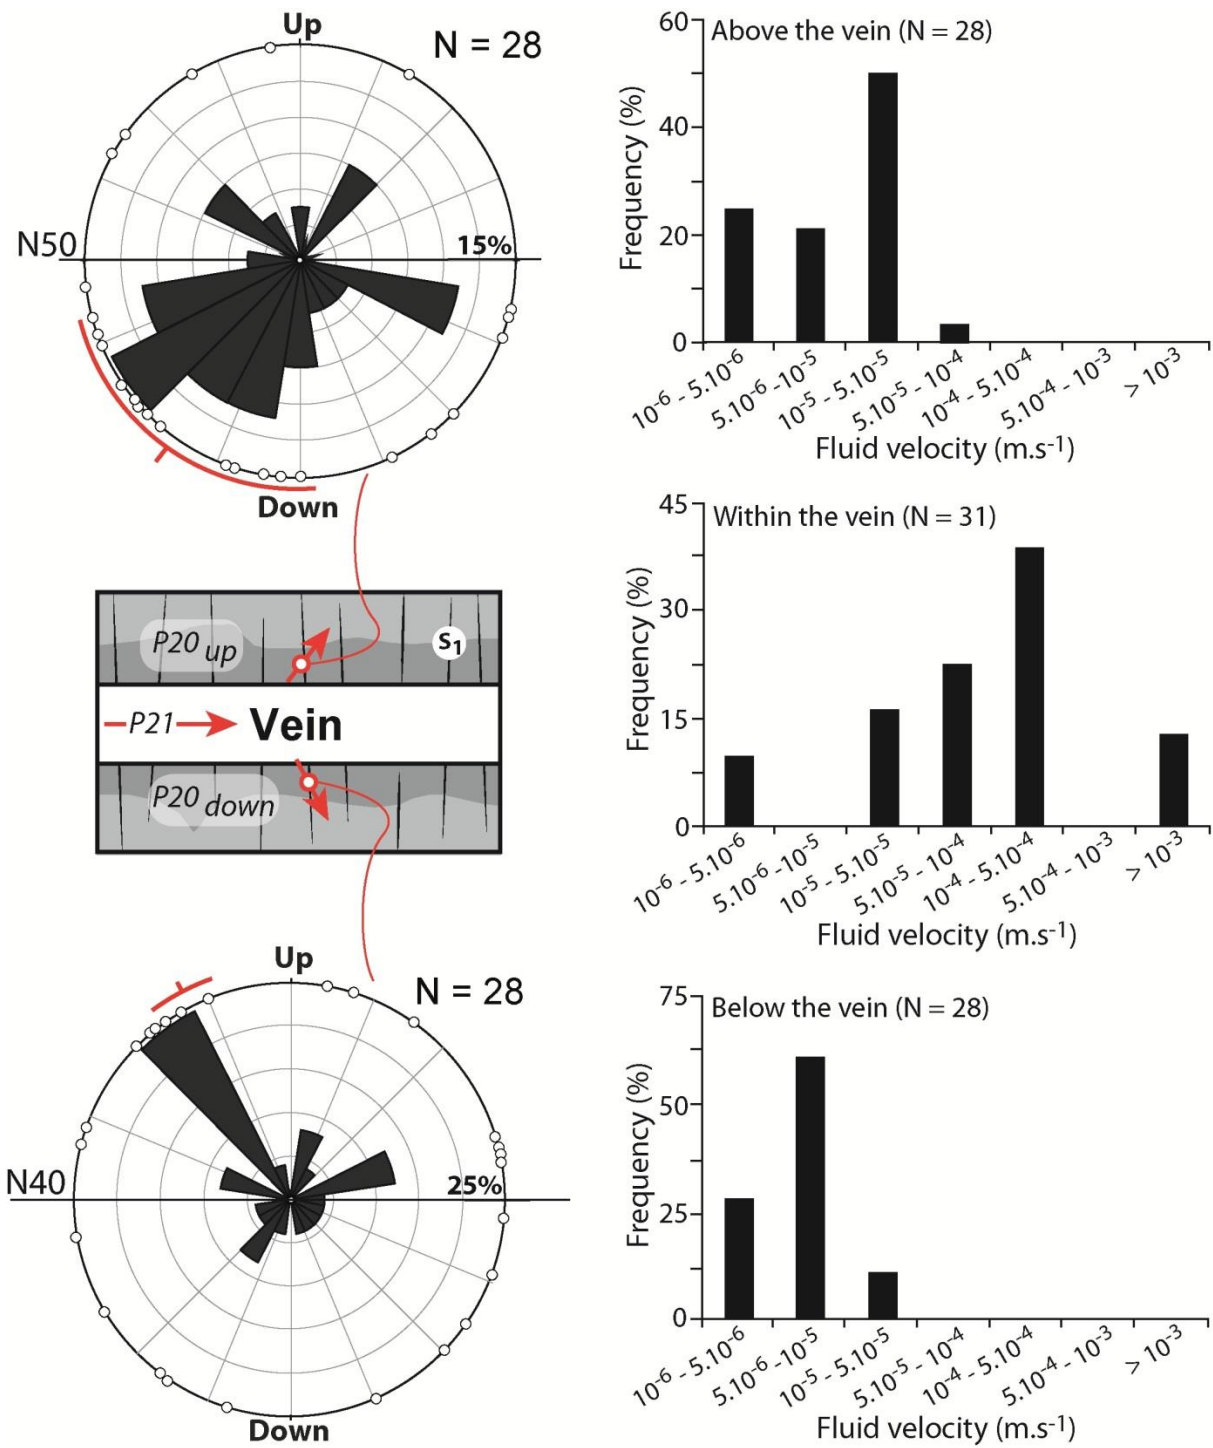 Up
N = 28
N50
15%
Down
P20 up
S₁
P21
Vein
P20 down
Up
N = 28
N40
25%
Down
Above the vein (N = 28)
Frequency (%)
60
40
20
0
10⁻⁶ - 5.10⁻⁶
5.10⁻⁶ -10⁻⁵
10⁻⁵ - 5.10⁻⁵
5.10⁻⁵ - 10⁻⁴
10⁻⁴ - 5.10⁻⁴
5.10⁻⁴ - 10⁻³
> 10⁻³
Fluid velocity (m.s⁻¹)
Within the vein (N = 31)
Frequency (%)
45
30
15
0
10⁻⁶ - 5.10⁻⁶
5.10⁻⁶ -10⁻⁵
10⁻⁵ - 5.10⁻⁵
5.10⁻⁵ - 10⁻⁴
10⁻⁴ - 5.10⁻⁴
5.10⁻⁴ - 10⁻³
> 10⁻³
Fluid velocity (m.s⁻¹)
Below the vein (N = 28)
Frequency (%)
75
50
25
0
10⁻⁶ - 5.10⁻⁶
5.10⁻⁶ -10⁻⁵
10⁻⁵ - 5.10⁻⁵
5.10⁻⁵ - 10⁻⁴
10⁻⁴ - 5.10⁻⁴
5.10⁻⁴ - 10⁻³
> 10⁻³
Fluid velocity (m.s⁻¹)